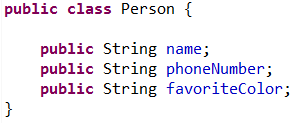 public class Person {
public String name;
public String phoneNumber;
public String favoriteColor;
}